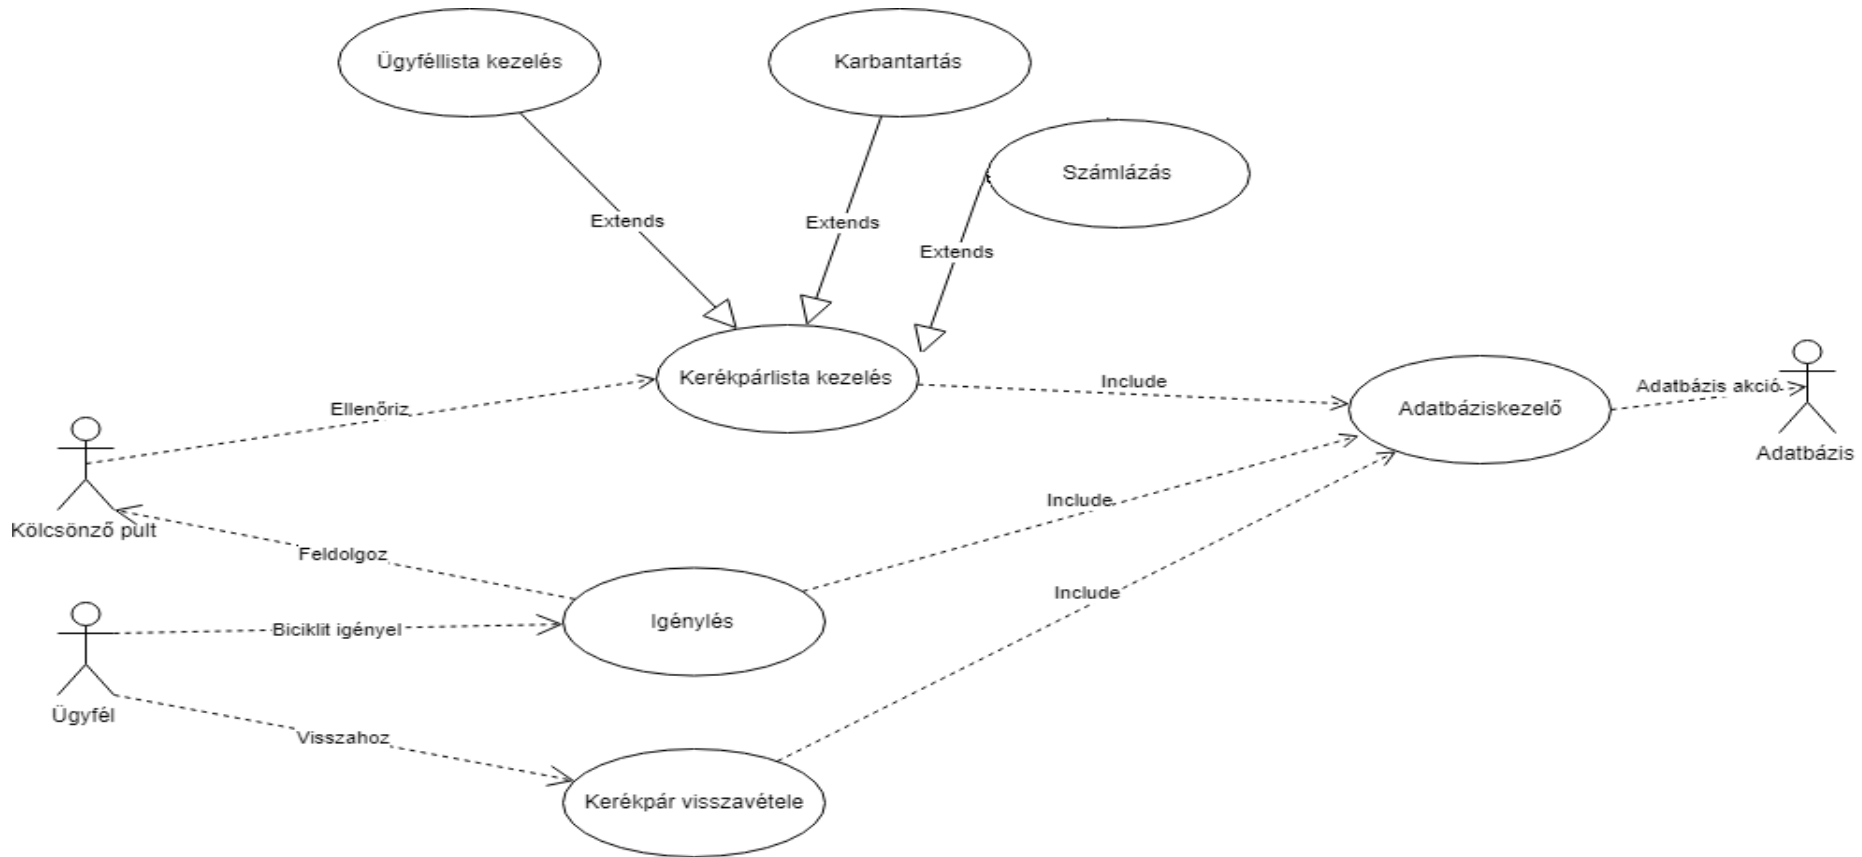 Ügyféllista kezelés
Karbantartás
Számlázás
Extends
Extends
Extends
Kerékpárlista kezelés
Include
Adatbáziskezelő
Adatbázis akció
Adatbázis
Ellenőriz
Kölcsönző pult
Feldolgoz
Include
Include
Biciklit igényel
Igénylés
Ügyfél
Visszahoz
Kerékpár visszavétele